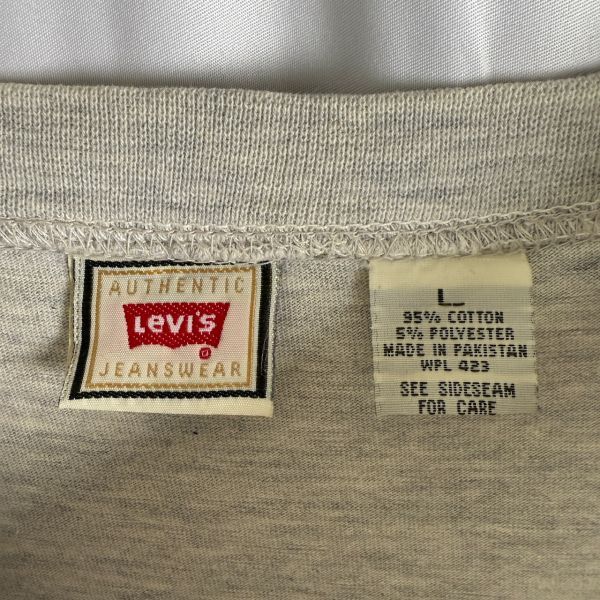 AUTHENTIC
Levi's
JEANSWEAR
L
95% COTTON
5% POLYESTER
MADE IN PAKISTAN
WPL 423
SEE SIDESEAM
FOR CARE